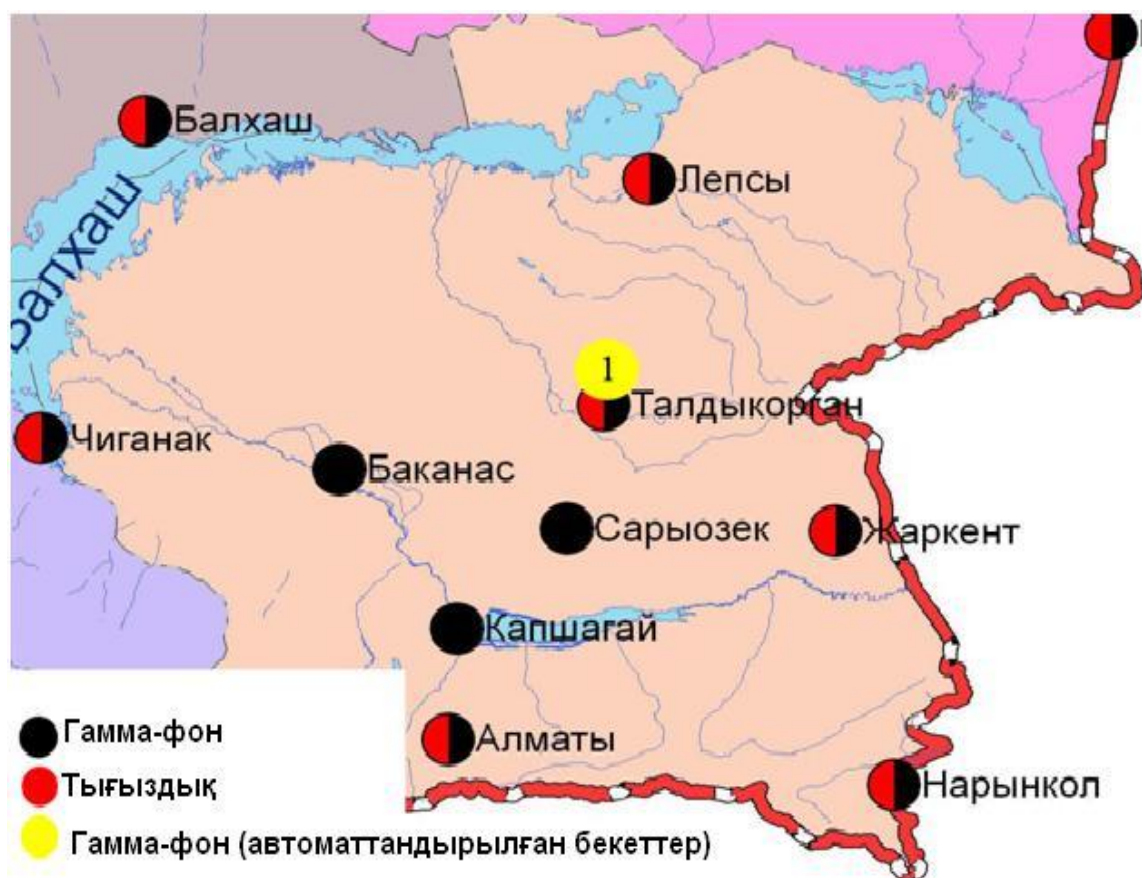 Балхаш
Лепсы
Балхаш
1
Талдыкорган
Чиганак
Баканас
Сарыозек
Жаркент
Капшагай
Алматы
Нарынкол
Гамма-фон
Тығыздық
Гамма-фон (автоматтандырылған бекеттер)